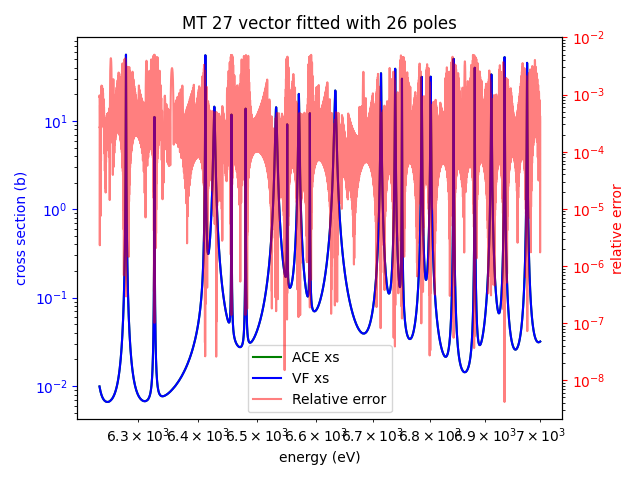 MT 27 vector fitted with 26 poles
10⁻²
10¹
10⁻³
10⁻⁴
10⁰
10⁻⁵
10⁻⁶
10⁻¹
10⁻⁷
10⁻²
10⁻⁸
cross section (b)
relative error
ACE xs
VF xs
Relative error
6.3 × 10³ 6.4 × 10³ 6.5 × 10³ 6.6 × 10³ 6.7 × 10³ 6.8 × 10³ 6.9 × 10³ 7 × 10³
energy (eV)